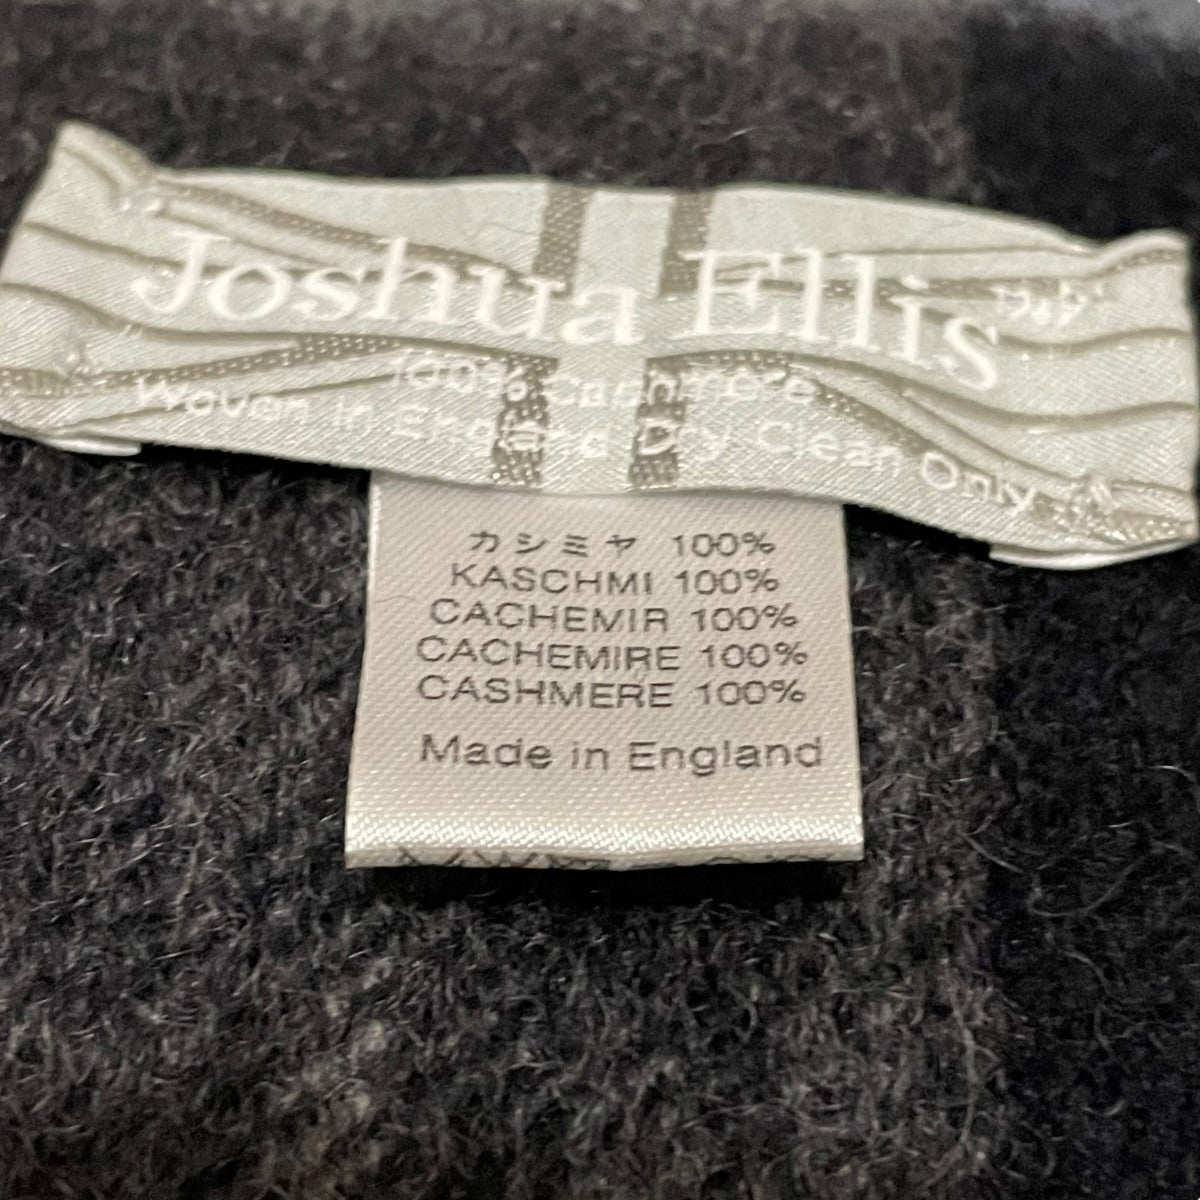 Joshua Ellis
100% Cashmere
Woven in England Dry Clean Only
カシミヤ 100%
KASCHMI 100%
CACHEMIR 100%
CACHEMIRE 100%
CASHMERE 100%
Made in England